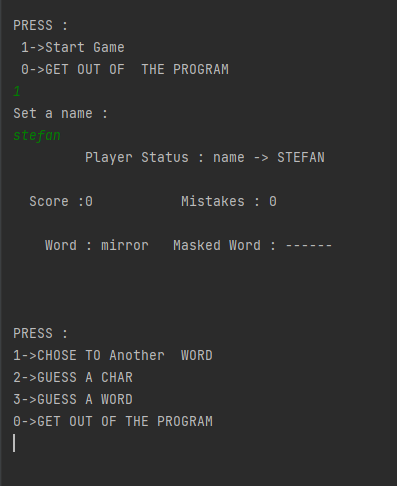 PRESS :
1->Start Game
0->GET OUT OF  THE PROGRAM
1
Set a name :
stefan
Player Status : name -> STEFAN
Score :0           Mistakes : 0
Word : mirror   Masked Word : ------
PRESS :
1->CHOSE TO Another  WORD
2->GUESS A CHAR
3->GUESS A WORD
0->GET OUT OF THE PROGRAM